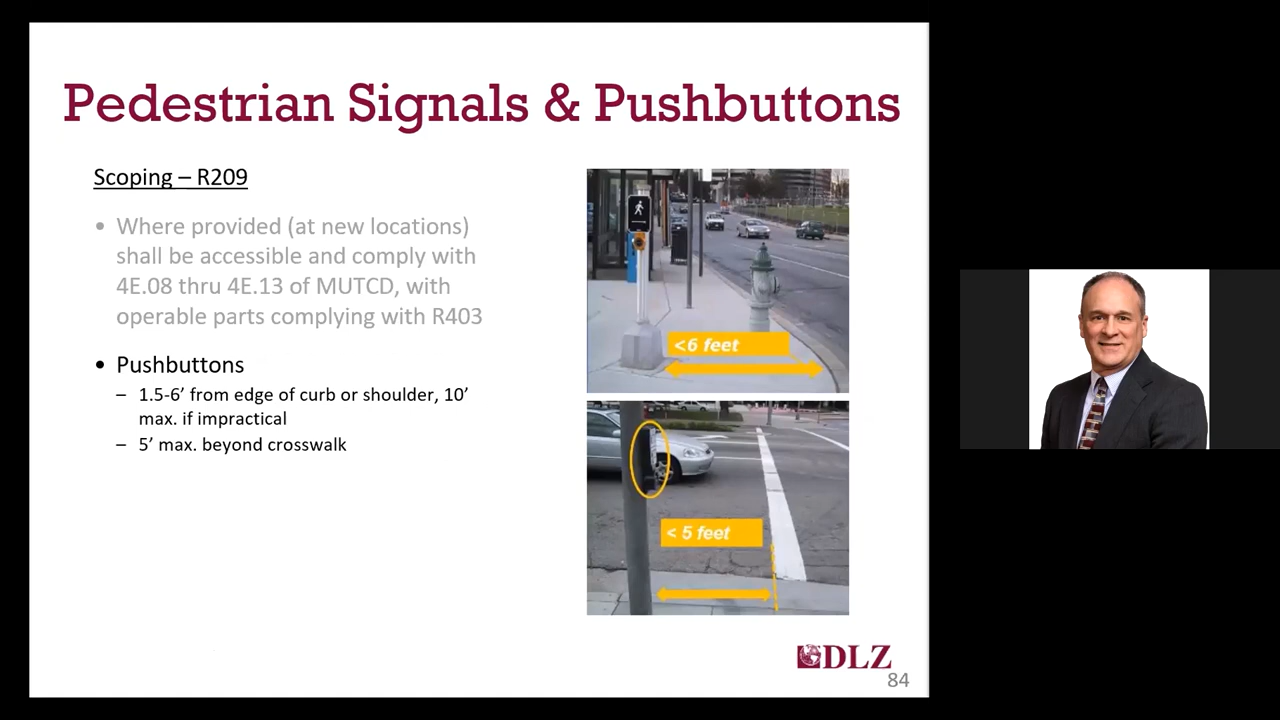 Pedestrian Signals & Pushbuttons
Scoping – R209
• Where provided (at new locations)
shall be accessible and comply with
4E.08 thru 4E.13 of MUTCD, with
operable parts complying with R403
• Pushbuttons
– 1.5-6’ from edge of curb or shoulder, 10’
max. if impractical
– 5’ max. beyond crosswalk
<6 feet
< 5 feet
DLZ
84